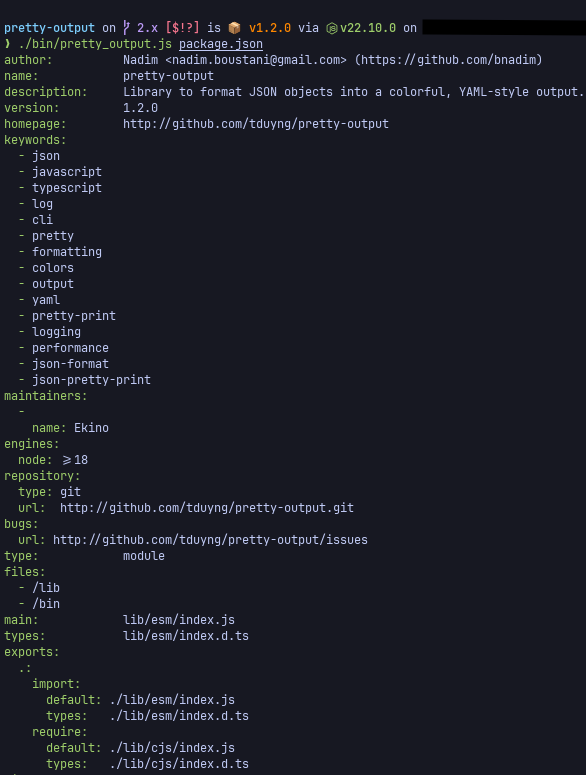 pretty-output on 2.x [$!?] is 📦 v1.2.0 via v22.10.0 on
❯ ./bin/pretty_output.js package.json
author:          Nadim <nadim.boustani@gmail.com> (https://github.com/bnadim)
name:            pretty-output
description:     Library to format JSON objects into a colorful, YAML-style output.
version:         1.2.0
homepage:        http://github.com/tduyng/pretty-output
keywords:
  - json
  - javascript
  - typescript
  - log
  - cli
  - pretty
  - formatting
  - colors
  - output
  - yaml
  - pretty-print
  - logging
  - performance
  - json-format
  - json-pretty-print
maintainers:
  -
    name: Ekino
engines:
  node: >=18
repository:
  type: git
  url:  http://github.com/tduyng/pretty-output.git
bugs:
  url: http://github.com/tduyng/pretty-output/issues
type:            module
files:
  - /lib
  - /bin
main:            lib/esm/index.js
types:           lib/esm/index.d.ts
exports:
  .:
    import:
      default: ./lib/esm/index.js
      types:   ./lib/esm/index.d.ts
    require:
      default: ./lib/cjs/index.js
      types:   ./lib/cjs/index.d.ts